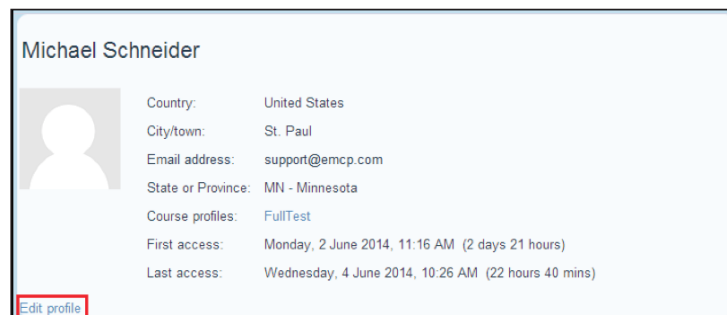 Michael Schneider
Country: United States
City/town: St. Paul
Email address: support@emcp.com
State or Province: MN - Minnesota
Course profiles: FullTest
First access: Monday, 2 June 2014, 11:16 AM (2 days 21 hours)
Last access: Wednesday, 4 June 2014, 10:26 AM (22 hours 40 mins)
Edit profile